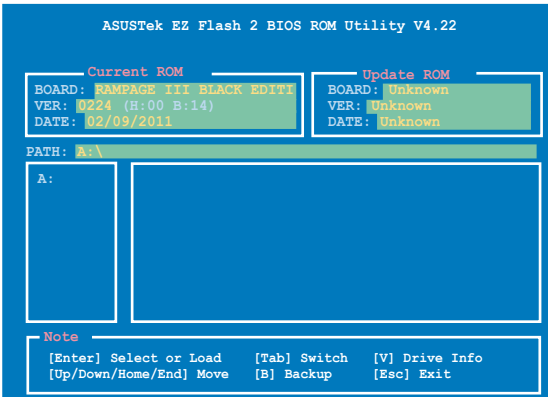 ASUSTek EZ Flash 2 BIOS ROM Utility V4.22
Current ROM
BOARD: RAMPAGE III BLACK EDITI
VER: 0224 (H:00 B:14)
DATE: 02/09/2011
Update ROM
BOARD: Unknown
VER: Unknown
DATE: Unknown
PATH: A:\
A:
Note
[Enter] Select or Load [Tab] Switch [V] Drive Info
[Up/Down/Home/End] Move [B] Backup [Esc] Exit